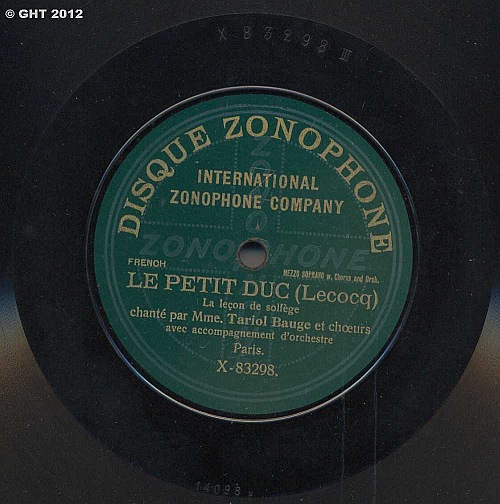 © GHT 2012
X 83298 III
DISQUE ZONOPHONE
INTERNATIONAL
ZONOPHONE COMPANY
ZONOPHONE
FRENCH
MEZZO SOPRANO w. Chorus and Orch.
LE PETIT DUC (Lecocq)
La leçon de solfège
chanté par Mme. Tariol Bauge et chœurs
avec accompagnement d'orchestre
Paris.
X-83298.